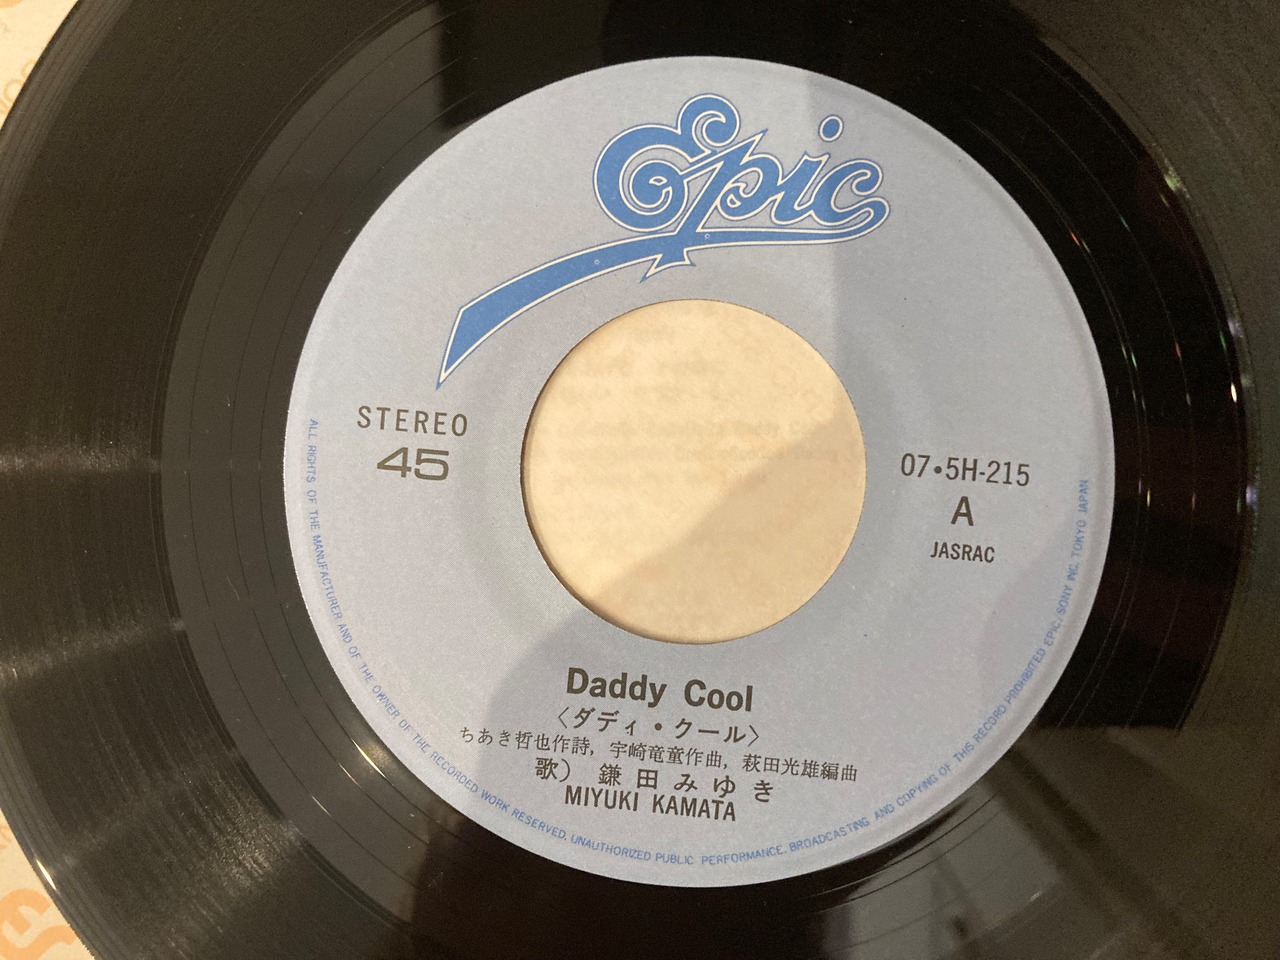 Epic
STEREO
45
07•5H-215
A
JASRAC
Daddy Cool
〈ダディ・クール〉
ちあき哲也作詩, 宇崎竜童作曲, 萩田光雄編曲
歌) 鎌田みゆき
MIYUKI KAMATA
ALL RIGHTS OF THE MANUFACTURER AND OF THE OWNER OF THE RECORDED WORK RESERVED. UNAUTHORIZED PUBLIC PERFORMANCE. BROADCASTING AND COPYING OF THIS RECORD PROHIBITED EPIC/SONY INC. TOKYO JAPAN